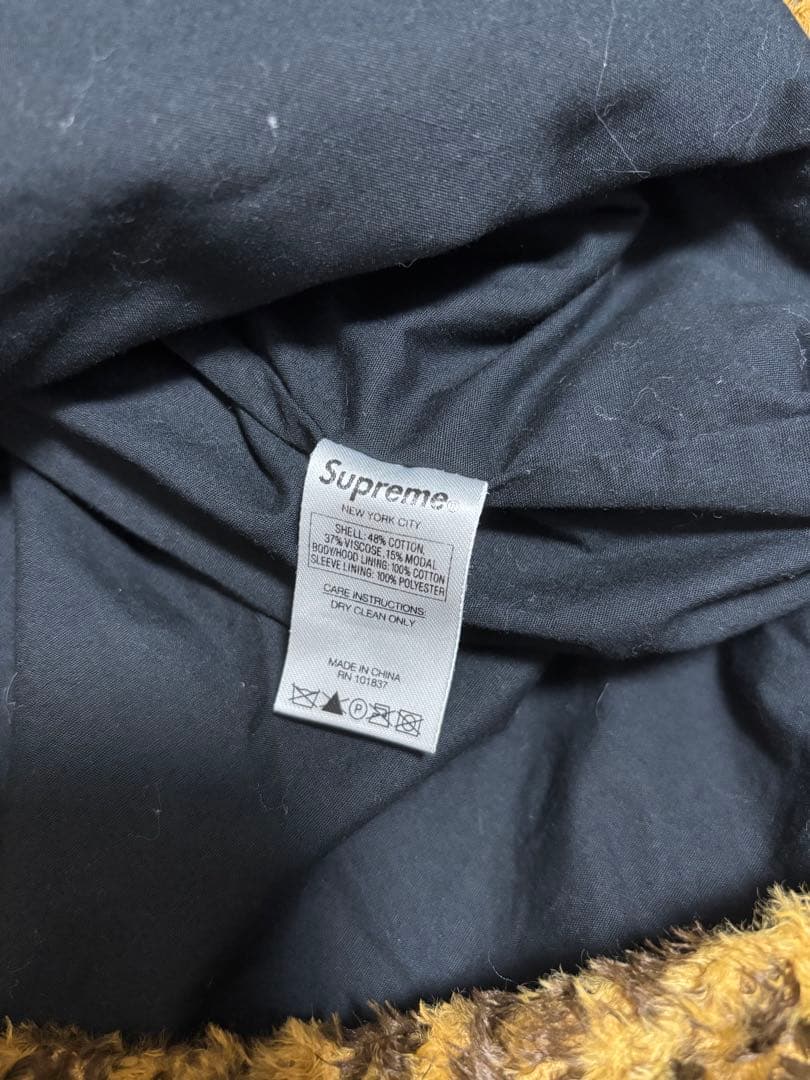 Supreme®
NEW YORK CITY
SHELL: 48% COTTON,
37% VISCOSE, 15% MODAL
BODY/HOOD LINING: 100% COTTON
SLEEVE LINING: 100% POLYESTER
CARE INSTRUCTIONS:
DRY CLEAN ONLY
MADE IN CHINA
RN 101837
P